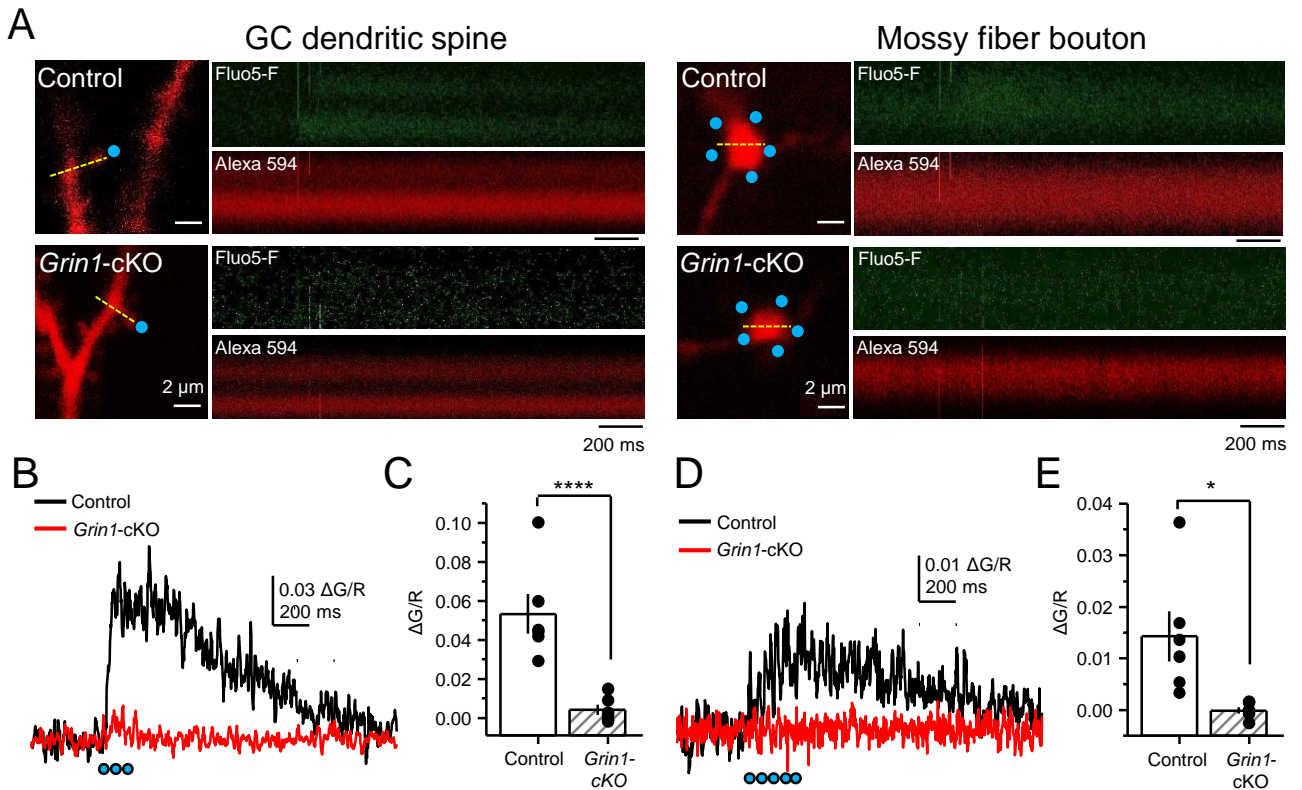 A
GC dendritic spine
Mossy fiber bouton
Control
Fluo5-F
Alexa 594
Control
Fluo5-F
Alexa 594
Grin1-cKO
Fluo5-F
Alexa 594
2 µm
200 ms
Grin1-cKO
Fluo5-F
Alexa 594
2 µm
200 ms
B
Control
Grin1-cKO
0.03 ΔG/R
200 ms
C
****
0.10
0.08
0.06
0.04
0.02
0.00
ΔG/R
Control
Grin1-
cKO
D
Control
Grin1-cKO
0.01 ΔG/R
200 ms
E
*
0.04
0.03
0.02
0.01
0.00
ΔG/R
Control
Grin1-
cKO